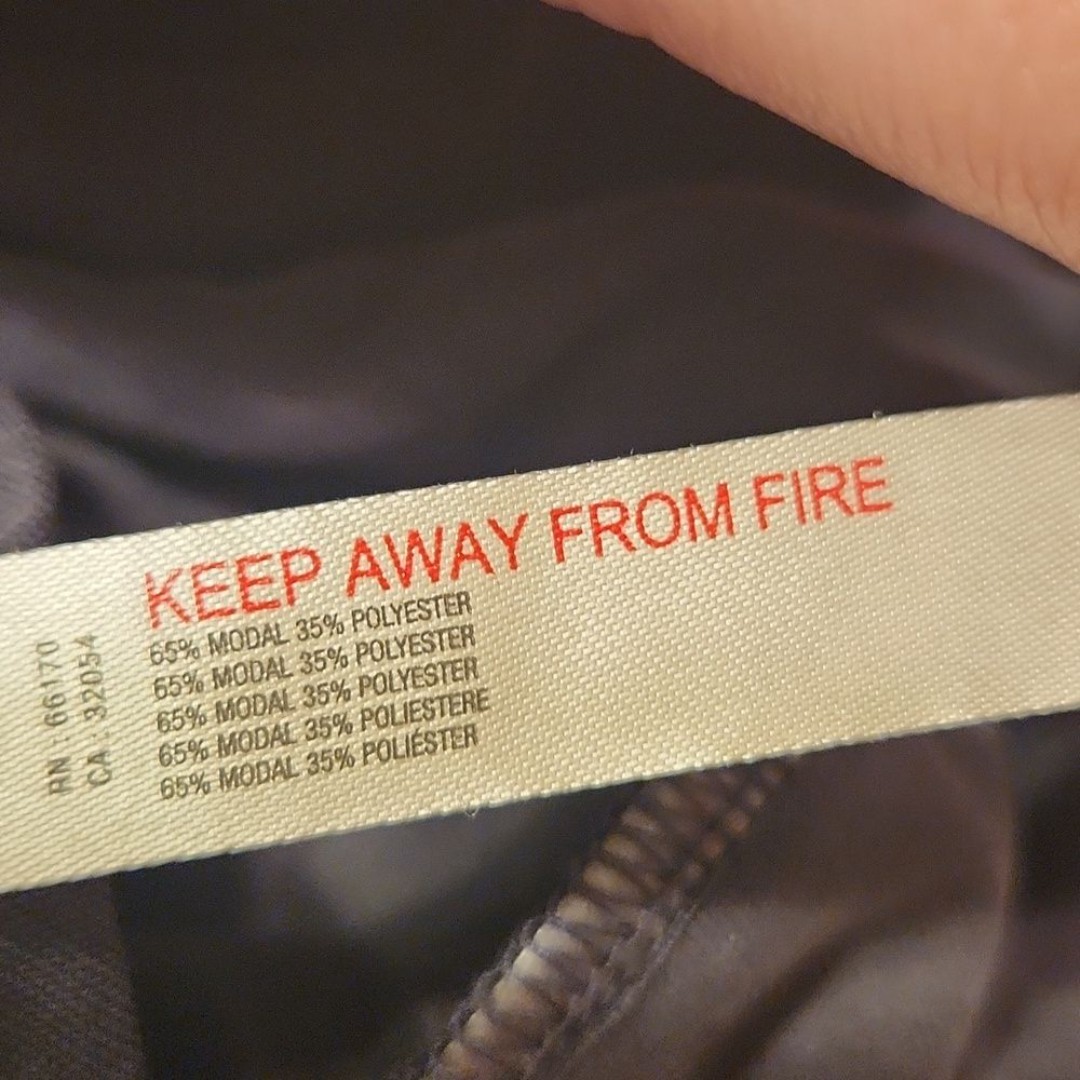 KEEP AWAY FROM FIRE
65% MODAL 35% POLYESTER
65% MODAL 35% POLYESTER
65% MODAL 35% POLYESTER
65% MODAL 35% POLIESTERE
65% MODAL 35% POLIÉSTER
RN : 66170
CA : 32054